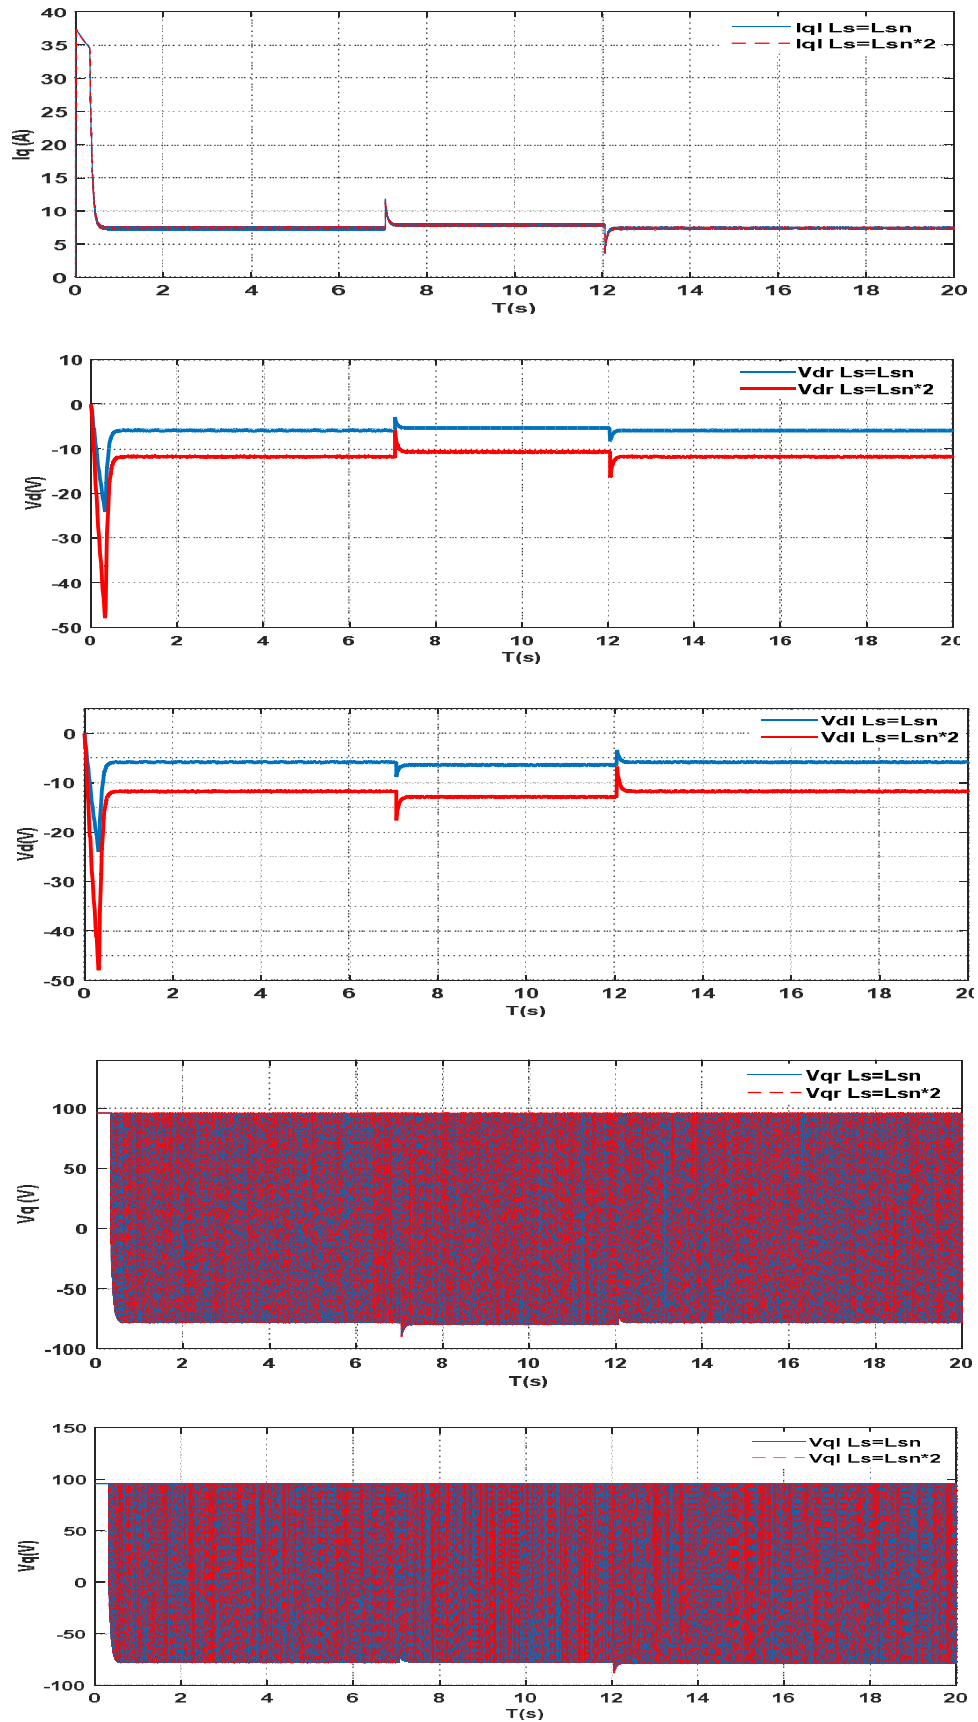 40
35
30
25
20
15
10
5
0
Iq (A)
Iql Ls=Lsn
Iql Ls=Lsn*2
0 2 4 6 8 10 12 14 16 18 20
T(s)
10
0
-10
-20
-30
-40
-50
Vd(V)
Vdr Ls=Lsn
Vdr Ls=Lsn*2
0 2 4 6 8 10 12 14 16 18 20
T(s)
0
-10
-20
-30
-40
-50
Vd(V)
Vdl Ls=Lsn
Vdl Ls=Lsn*2
0 2 4 6 8 10 12 14 16 18 20
T(s)
100
50
0
-50
-100
Vq (V)
Vqr Ls=Lsn
Vqr Ls=Lsn*2
0 2 4 6 8 10 12 14 16 18 20
T(s)
150
100
50
0
-50
-100
Vq(V)
Vql Ls=Lsn
Vql Ls=Lsn*2
0 2 4 6 8 10 12 14 16 18 20
T(s)